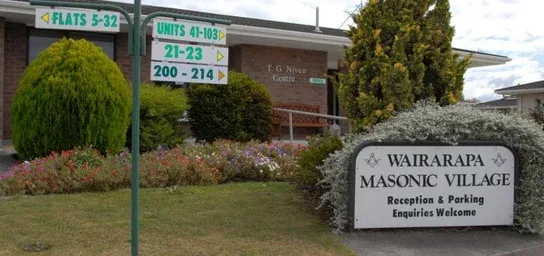 FLATS 5-32
UNITS 41-103
21-23
200 - 214
T. G. Niven
Centre
WAIRARAPA
MASONIC VILLAGE
Reception & Parking
Enquiries Welcome